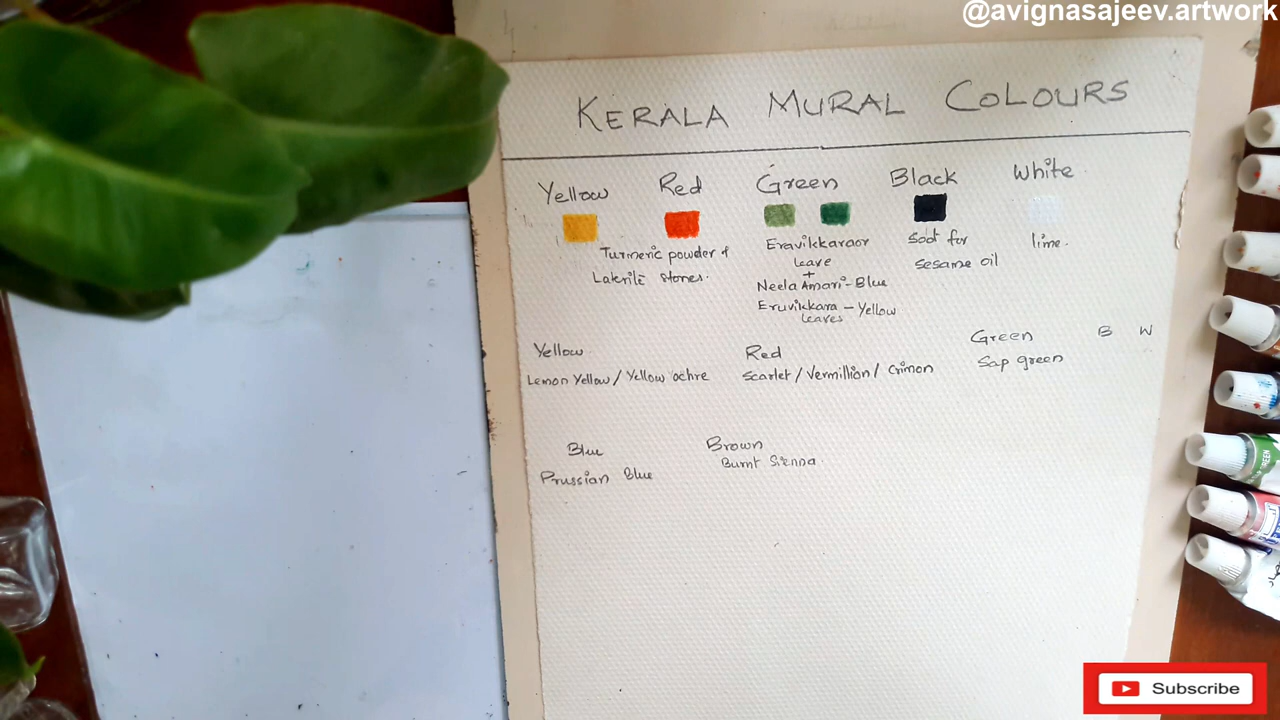 @avignasajeev.artwork
KERALA MURAL COLOURS
Yellow Red Green Black White
Turmeric powder & Laterite stones.
Eravikkaraor leave
+
Neela Amari - Blue
Eruvikkara - Yellow leaves
Soot for sesame oil
lime.
Yellow
Lemon Yellow / Yellow ochre
Red
Scarlet / Vermillian / Crimon
Green
Sap green
B W
Blue
Prussian Blue
Brown
Burnt Sienna
GREEN
Subscribe